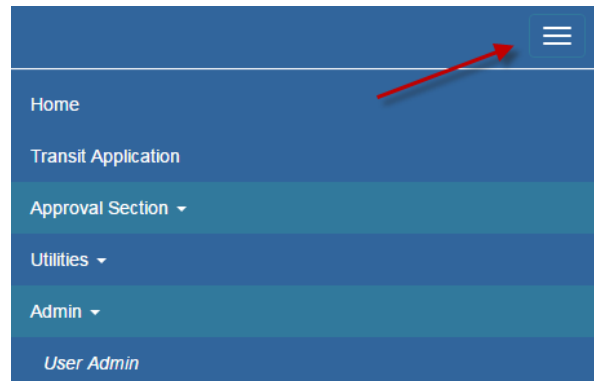 Home
Transit Application
Approval Section
Utilities
Admin
User Admin